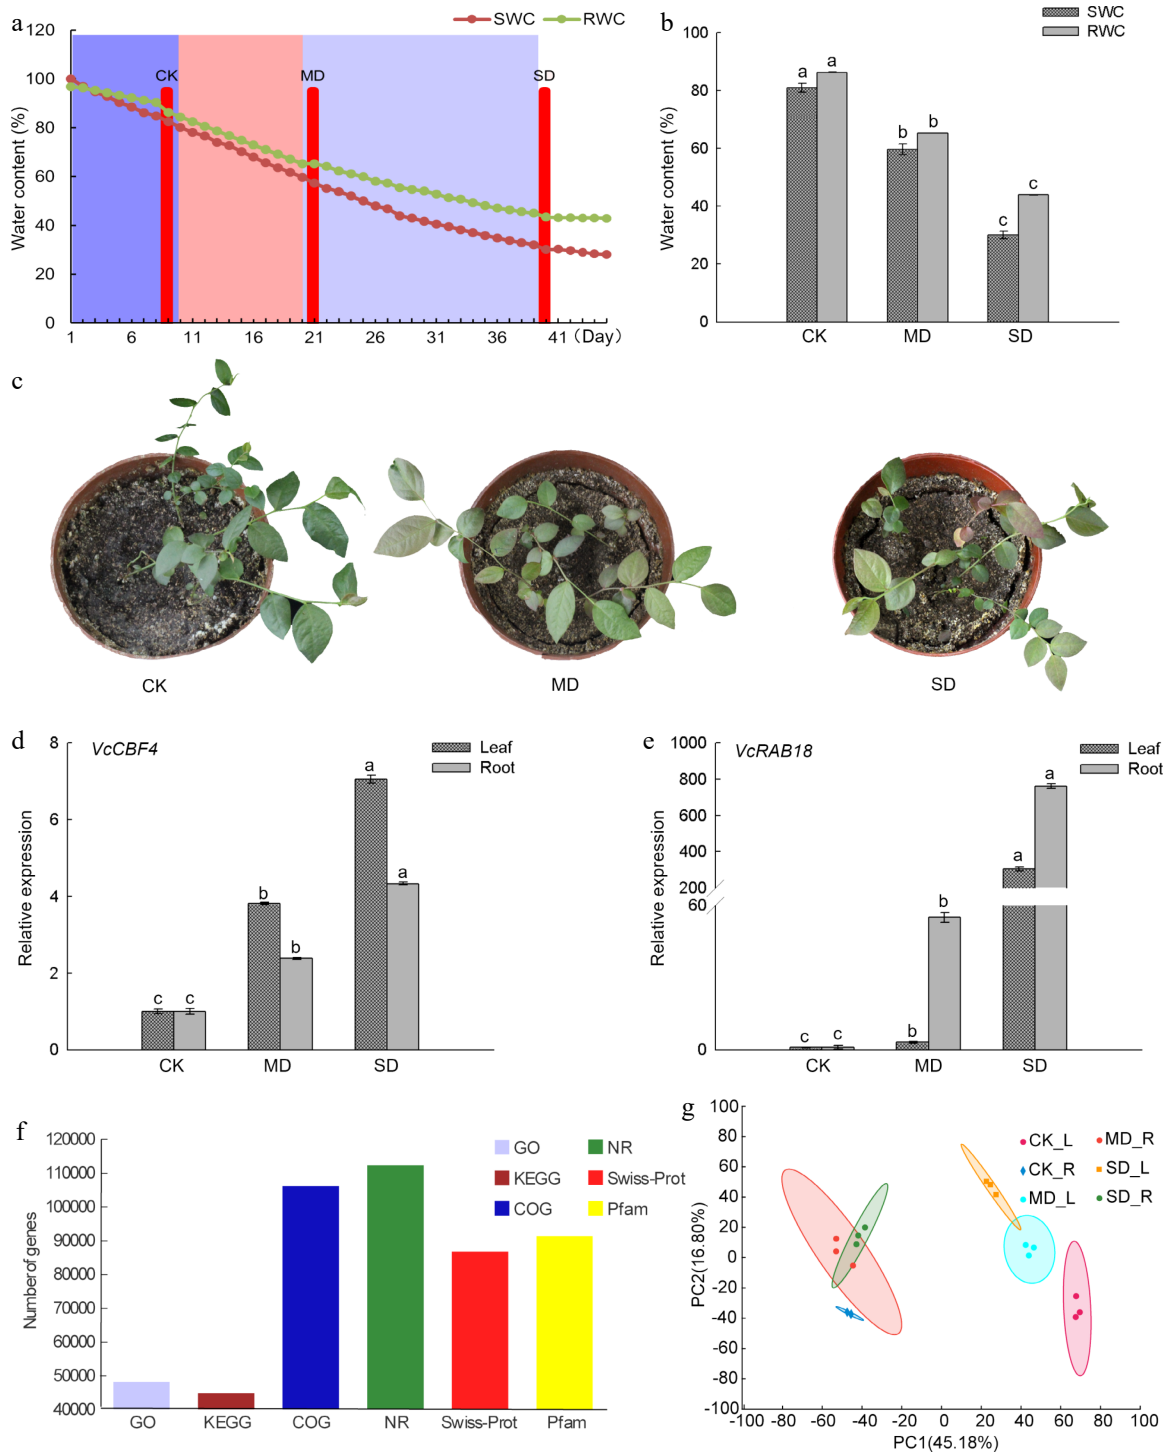 a
SWC RWC
120
100
80
60
40
20
0
Water content (%)
CK MD SD
1 6 11 16 21 26 31 36 41 (Day)
b
SWC
RWC
100
80
60
40
20
0
Water content (%)
a a
b b
c c
CK MD SD
c
CK MD SD
d
VcCBF4
Leaf
Root
8
6
4
2
0
Relative expression
c c
b b
a a
CK MD SD
e
VcRAB18
Leaf
Root
1000
800
600
400
200
60
0
Relative expression
c c
b b
a a
CK MD SD
f
120000
110000
100000
90000
80000
70000
60000
50000
40000
Number of genes
GO NR
KEGG Swiss-Prot
COG Pfam
GO KEGG COG NR Swiss-Prot Pfam
g
100
80
60
40
20
0
-20
-40
-60
-80
-100
PC2(16.80%)
CK_L MD_R
CK_R SD_L
MD_L SD_R
-100 -80 -60 -40 -20 0 20 40 60 80 100
PC1(45.18%)